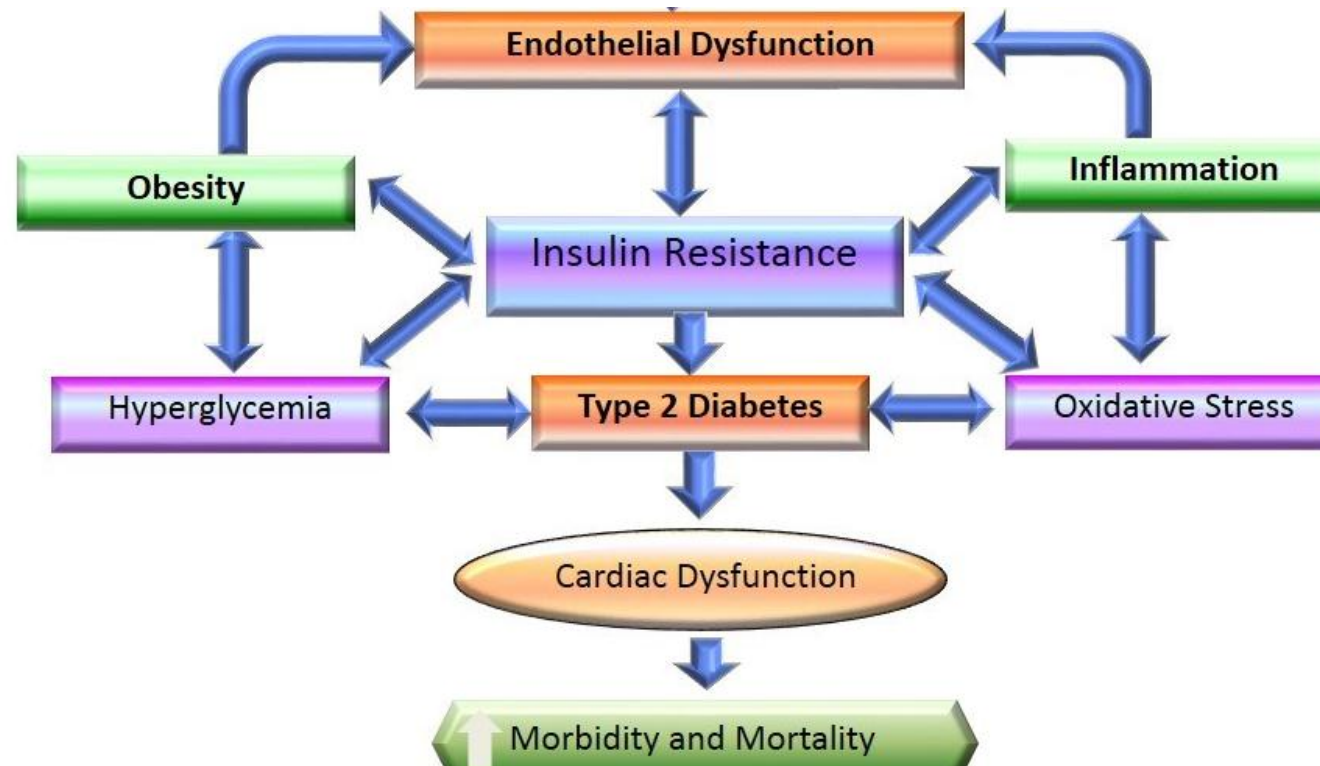 Endothelial Dysfunction
Obesity
Inflammation
Insulin Resistance
Hyperglycemia
Type 2 Diabetes
Oxidative Stress
Cardiac Dysfunction
Morbidity and Mortality